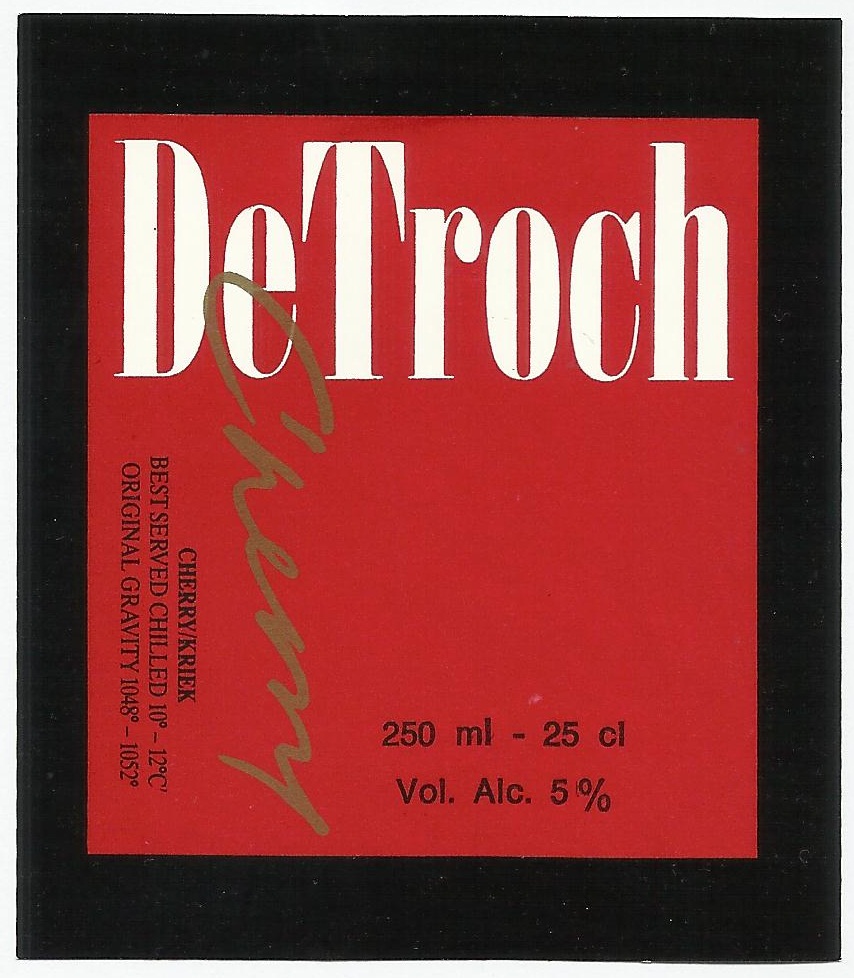 DeTroch
Cherry
CHERRY/KRIEK
BEST SERVED CHILLED 10° – 12°C
ORIGINAL GRAVITY 1048° – 1052°
250 ml - 25 cl
Vol. Alc. 5%